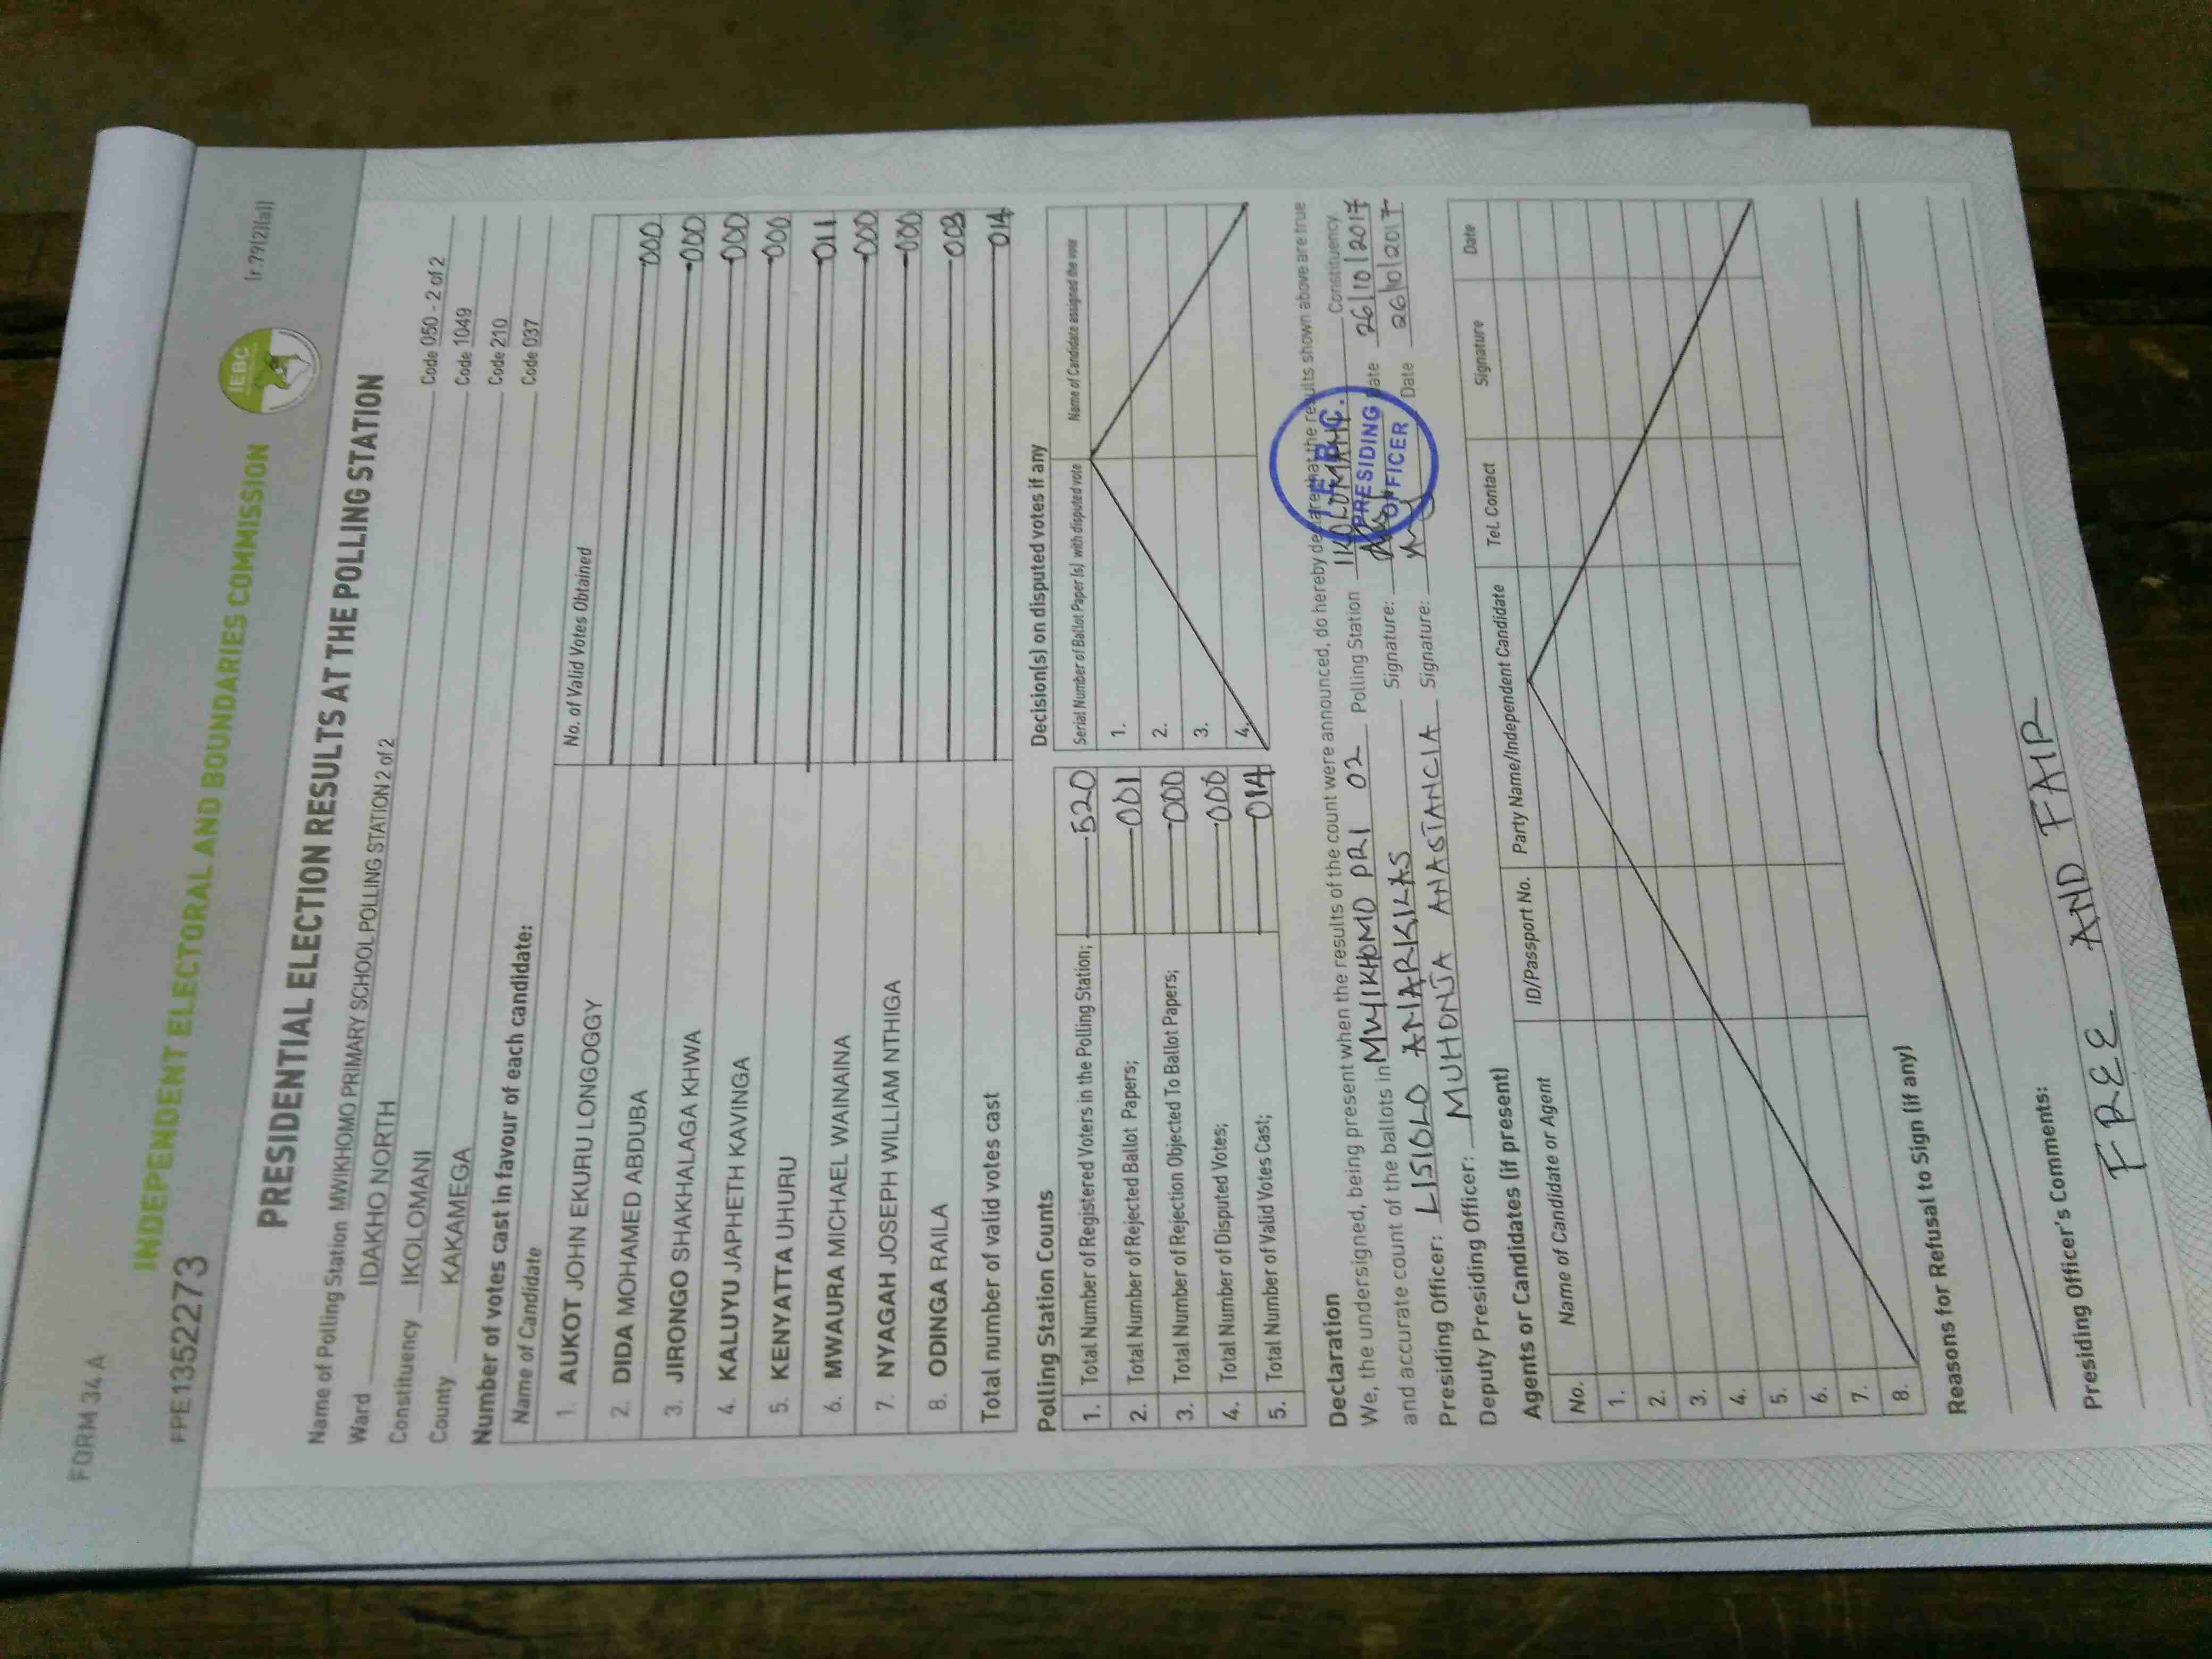 FORM 34A
FPE1352273
INDEPENDENT ELECTORAL AND BOUNDARIES COMMISSION
IEBC
[r.79(2)(a)]
PRESIDENTIAL ELECTION RESULTS AT THE POLLING STATION
Name of Polling Station MWIKHOMO PRIMARY SCHOOL POLLING STATION 2 of 2 Code 050 - 2 of 2
Ward IDAKHO NORTH Code 1049
Constituency IKOLOMANI Code 210
County KAKAMEGA Code 037
Number of votes cast in favour of each candidate:
Name of Candidate No. of Valid Votes Obtained
1. AUKOT JOHN EKURU LONGOGGY 000
2. DIDA MOHAMED ABDUBA 000
3. JIRONGO SHAKHALAGA KHWA 000
4. KALUYU JAPHETH KAVINGA 000
5. KENYATTA UHURU 011
6. MWAURA MICHAEL WAINAINA 000
7. NYAGAH JOSEPH WILLIAM NTHIGA 000
8. ODINGA RAILA 003
Total number of valid votes cast 014
Polling Station Counts
1. Total Number of Registered Voters in the Polling Station; 520
2. Total Number of Rejected Ballot Papers; 001
3. Total Number of Rejection Objected To Ballot Papers; 000
4. Total Number of Disputed Votes; 000
5. Total Number of Valid Votes Cast; 014
Decision(s) on disputed votes if any
Serial Number of Ballot Paper (s) with disputed vote Name of Candidate assigned the vote
1.
2.
3.
4.
Declaration
We, the undersigned, being present when the results of the count were announced, do hereby declare that the results shown above are true
and accurate count of the ballots in MWIKHOMO PRI 02 Polling Station IKOLOMANI Constituency
Presiding Officer: LISIOLO ANARKILAS Signature: Date 26/10/2017
Deputy Presiding Officer: MUHONJA ANASTANCIA Signature: Date 26/10/2017
I.E.B.C.
PRESIDING
OFFICER
Agents or Candidates (if present)
No. Name of Candidate or Agent ID/Passport No. Party Name/Independent Candidate Tel. Contact Signature Date
1.
2.
3.
4.
5.
6.
7.
8.
Reasons for Refusal to Sign (if any)
Presiding Officer's Comments:
FREE AND FAIR